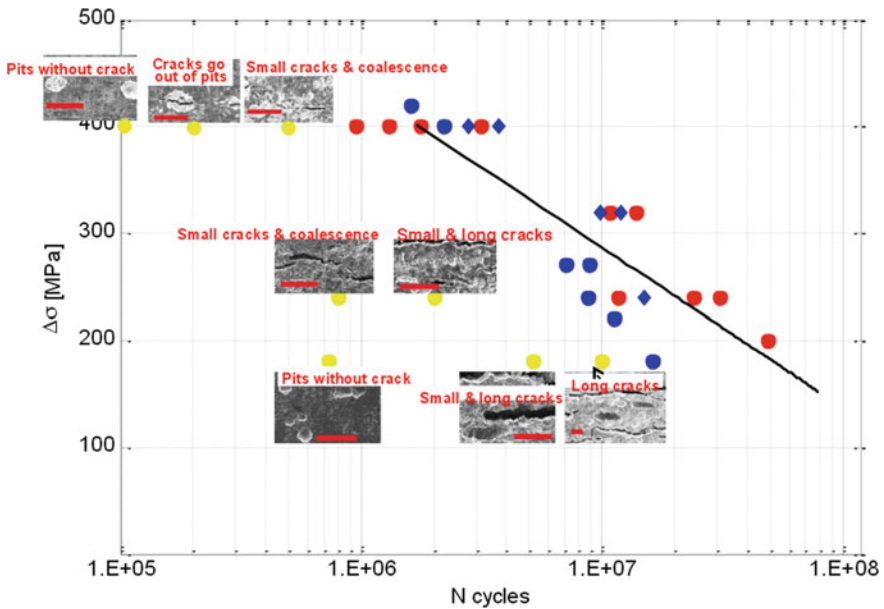 500
Pits without crack
Cracks go
out of pits
Small cracks & coalescence
400
300
Small cracks & coalescence
Small & long cracks
Δσ [MPa]
200
Pits without crack
Small & long cracks
Long cracks
100
1.E+05
1.E+06
1.E+07
1.E+08
N cycles